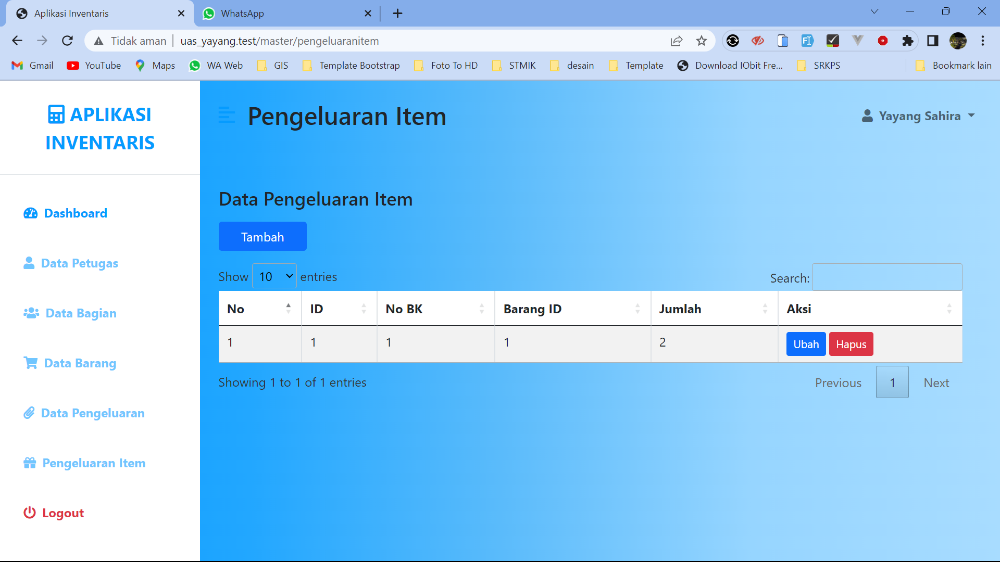 Aplikasi Inventaris
WhatsApp
Tidak aman uas_yayang.test/master/pengeluaranitem
Gmail YouTube Maps WA Web GIS Template Bootstrap Foto To HD STMIK desain Template Download IObit Fre... SRKPS Bookmark lain
APLIKASI
INVENTARIS
Dashboard
Data Petugas
Data Bagian
Data Barang
Data Pengeluaran
Pengeluaran Item
Logout
Pengeluaran Item
Yayang Sahira
Data Pengeluaran Item
Tambah
Show 10 entries
Search:
No ID No BK Barang ID Jumlah Aksi
1 1 1 1 2 Ubah Hapus
Showing 1 to 1 of 1 entries
Previous 1 Next